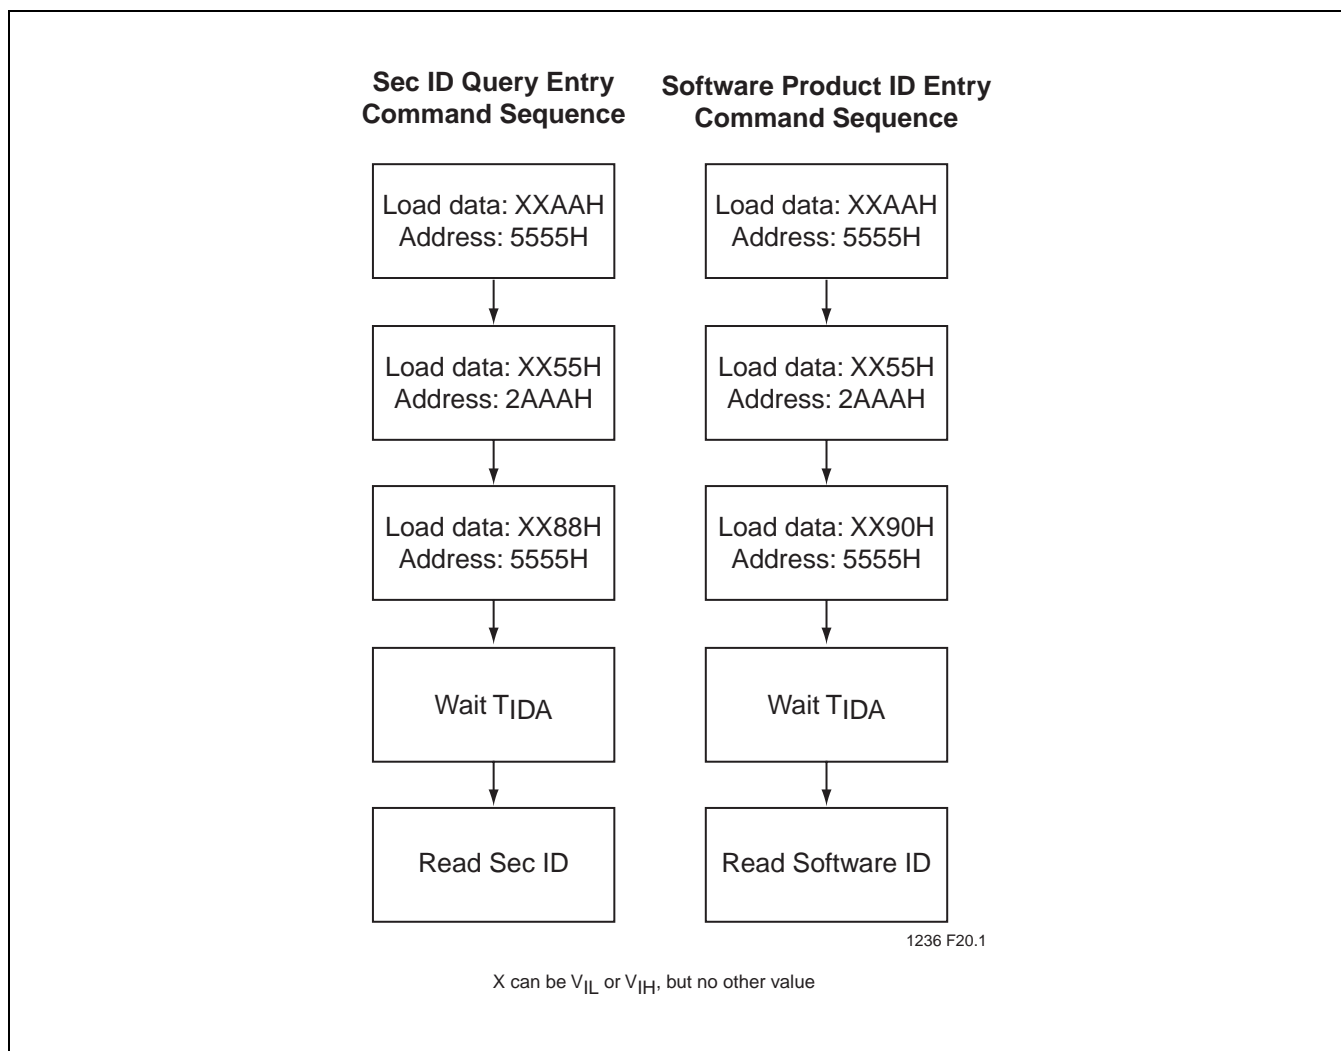 Sec ID Query Entry
Command Sequence
Load data: XXAAH
Address: 5555H
Load data: XX55H
Address: 2AAAH
Load data: XX88H
Address: 5555H
Wait TIDA
Read Sec ID
Software Product ID Entry
Command Sequence
Load data: XXAAH
Address: 5555H
Load data: XX55H
Address: 2AAAH
Load data: XX90H
Address: 5555H
Wait TIDA
Read Software ID
1236 F20.1
X can be VIL or VIH, but no other value